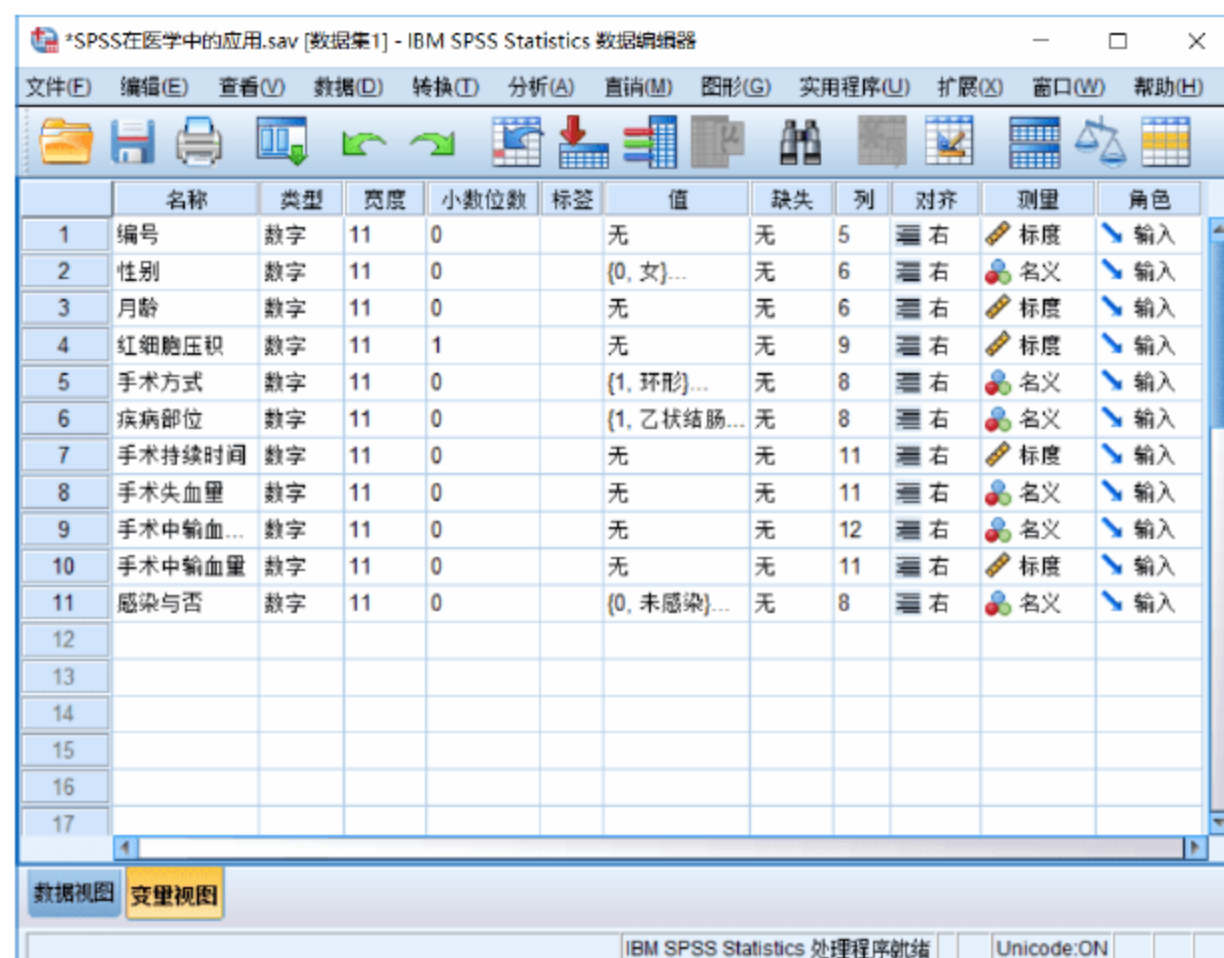 *SPSS在医学中的应用.sav [数据集1] - IBM SPSS Statistics 数据编辑器
文件(F) 编辑(E) 查看(V) 数据(D) 转换(T) 分析(A) 直销(M) 图形(G) 实用程序(U) 扩展(X) 窗口(W) 帮助(H)
名称 类型 宽度 小数位数 标签 值 缺失 列 对齐 测量 角色
1 编号 数字 11 0 无 无 5 右 标度 输入
2 性别 数字 11 0 {0, 女}... 无 6 右 名义 输入
3 月龄 数字 11 0 无 无 6 右 标度 输入
4 红细胞压积 数字 11 1 无 无 9 右 标度 输入
5 手术方式 数字 11 0 {1, 环形}... 无 8 右 名义 输入
6 疾病部位 数字 11 0 {1, 乙状结肠... 无 8 右 名义 输入
7 手术持续时间 数字 11 0 无 无 11 右 标度 输入
8 手术失血量 数字 11 0 无 无 11 右 名义 输入
9 手术中输血... 数字 11 0 无 无 12 右 名义 输入
10 手术中输血量 数字 11 0 无 无 11 右 标度 输入
11 感染与否 数字 11 0 {0, 未感染}... 无 8 右 名义 输入
12
13
14
15
16
17
数据视图 变量视图
IBM SPSS Statistics 处理程序就绪 Unicode:ON